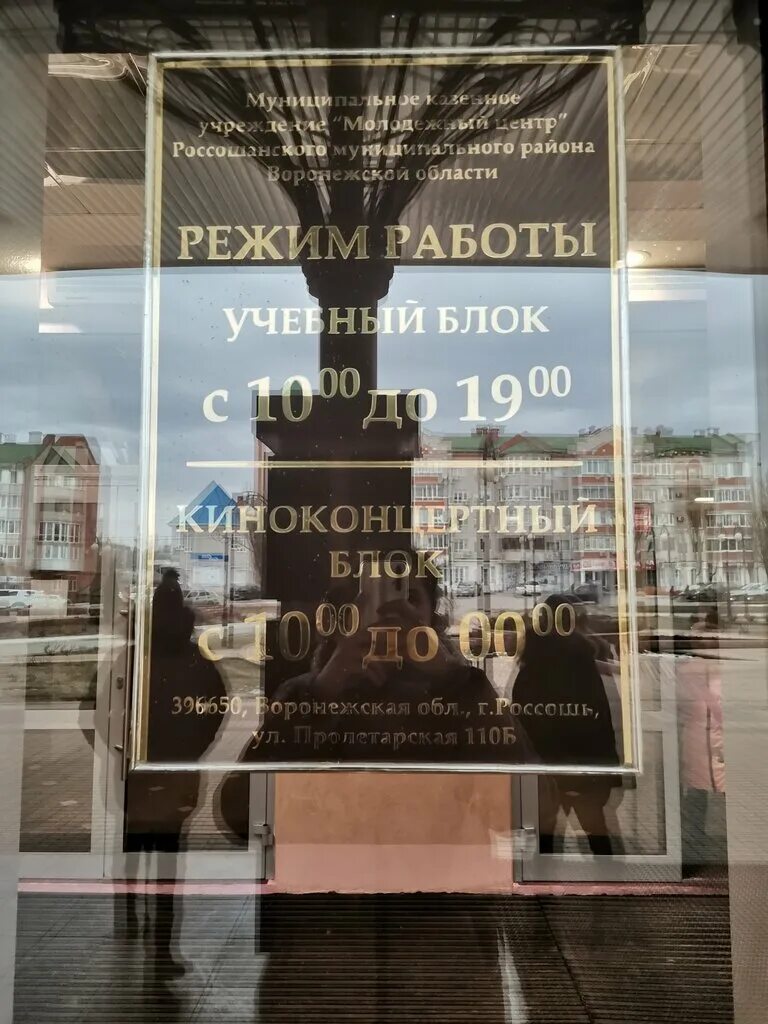 Муниципальное казенное
учреждение "Молодежный центр"
Россошанского муниципального района
Воронежской области
РЕЖИМ РАБОТЫ
УЧЕБНЫЙ БЛОК
с 10⁰⁰ до 19⁰⁰
КИНОКОНЦЕРТНЫЙ
БЛОК
с 10⁰⁰ до 00⁰⁰
396650, Воронежская обл., г.Россошь,
ул. Пролетарская 110Б